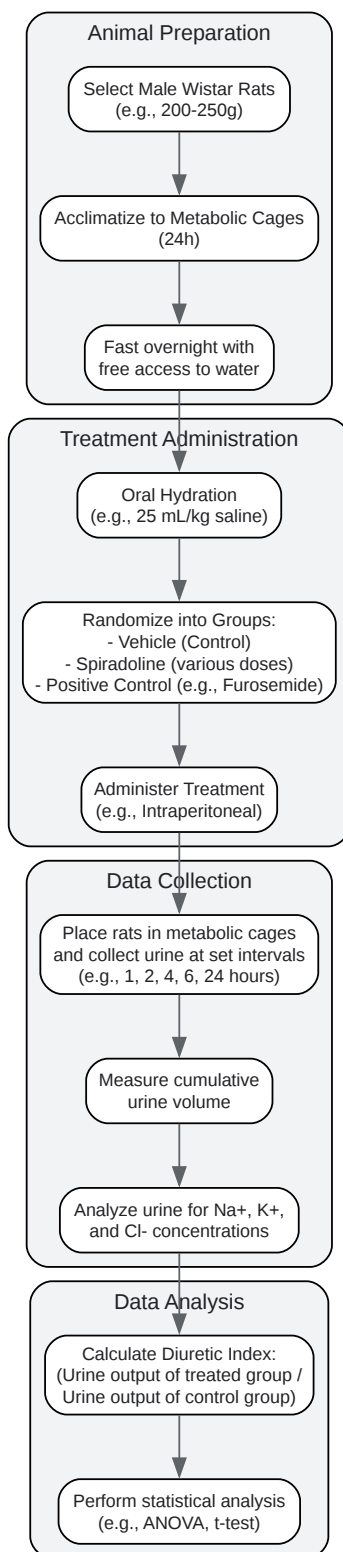 Animal Preparation
Select Male Wistar Rats
(e.g., 200-250g)
Acclimatize to Metabolic Cages
(24h)
Fast overnight with
free access to water
Treatment Administration
Oral Hydration
(e.g., 25 mL/kg saline)
Randomize into Groups:
- Vehicle (Control)
- Spiradoline (various doses)
- Positive Control (e.g., Furosemide)
Administer Treatment
(e.g., Intraperitoneal)
Data Collection
Place rats in metabolic cages
and collect urine at set intervals
(e.g., 1, 2, 4, 6, 24 hours)
Measure cumulative
urine volume
Analyze urine for Na+, K+,
and Cl- concentrations
Data Analysis
Calculate Diuretic Index:
(Urine output of treated group /
Urine output of control group)
Perform statistical analysis
(e.g., ANOVA, t-test)